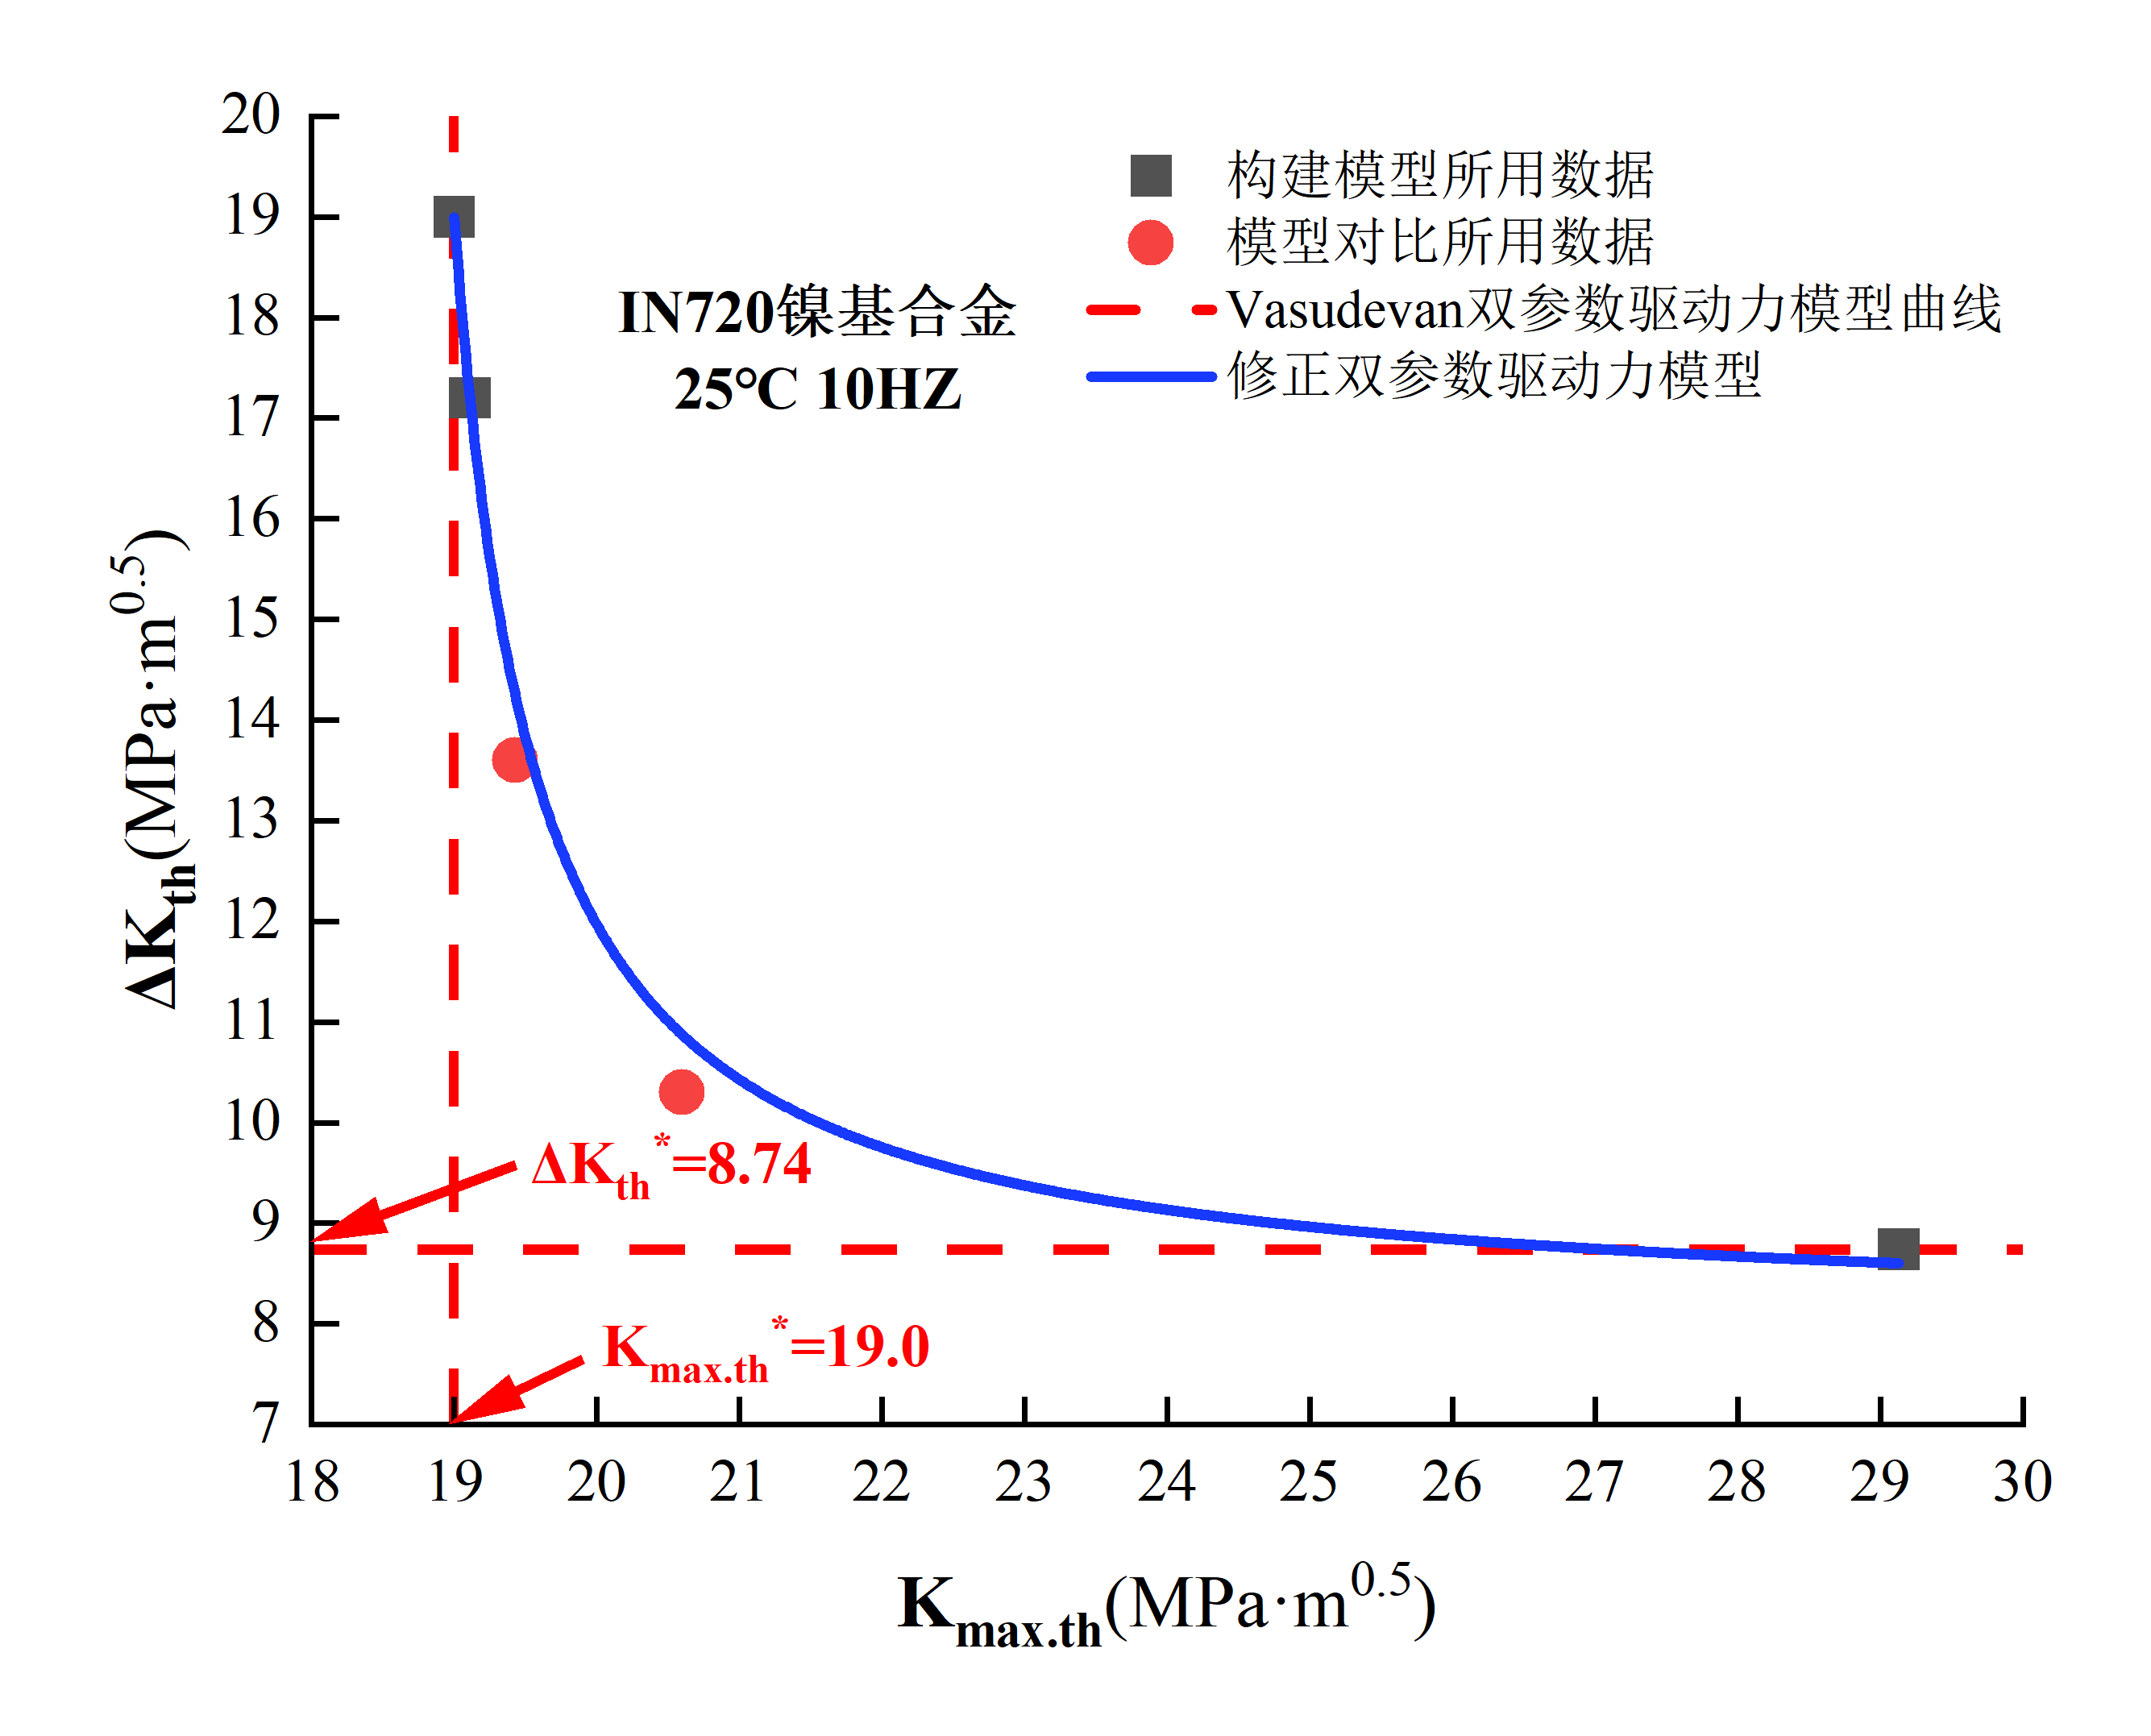 20
19
18
17
16
15
14
13
12
11
10
9
8
7
ΔKth(MPa·m0.5)
构建模型所用数据
模型对比所用数据
Vasudevan双参数驱动力模型曲线
修正双参数驱动力模型
IN720镍基合金
25℃ 10HZ
ΔKth*=8.74
Kmax.th*=19.0
18 19 20 21 22 23 24 25 26 27 28 29 30
Kmax.th(MPa·m0.5)